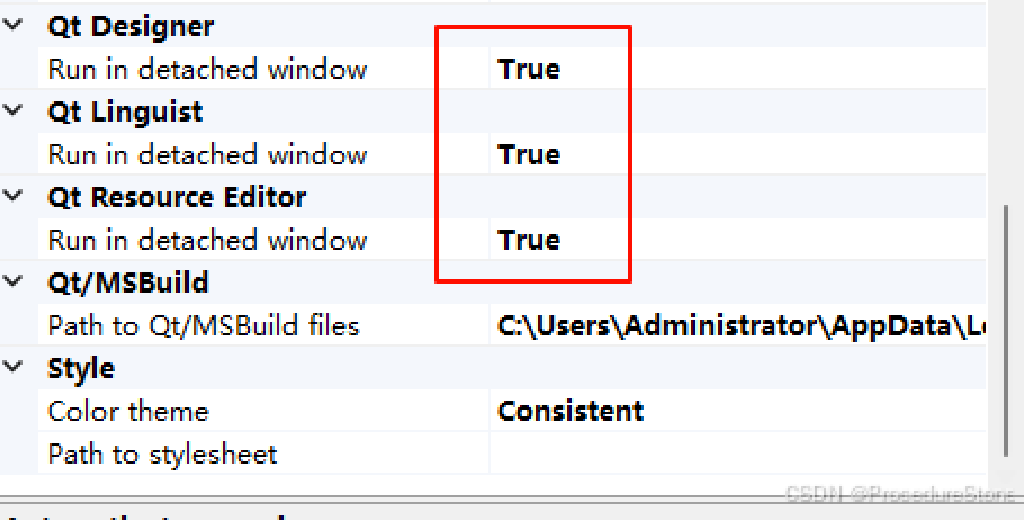 Qt Designer
Run in detached window True
Qt Linguist
Run in detached window True
Qt Resource Editor
Run in detached window True
Qt/MSBuild
Path to Qt/MSBuild files C:\Users\Administrator\AppData\L
Style
Color theme Consistent
Path to stylesheet
CSDN @ProsedureStone